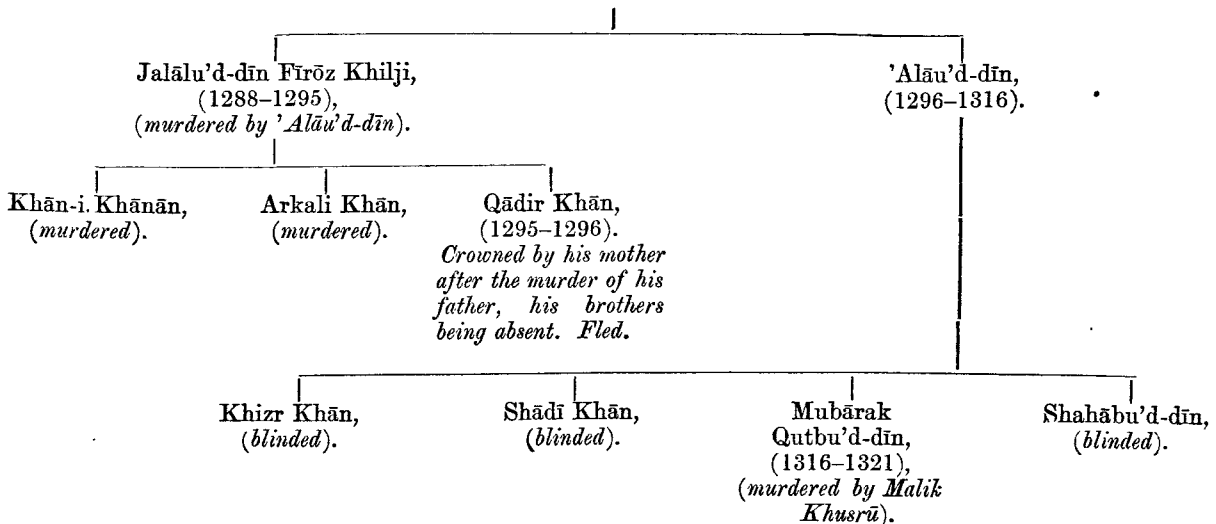 Jalālu'd-dīn Fīrōz Khilji,
(1288–1295),
(murdered by 'Alāu'd-dīn).
'Alāu'd-dīn,
(1296–1316).
Khān-i. Khānān,
(murdered).
Arkali Khān,
(murdered).
Qādir Khān,
(1295–1296).
Crowned by his mother
after the murder of his
father, his brothers
being absent. Fled.
Khizr Khān,
(blinded).
Shādī Khān,
(blinded).
Mubārak
Qutbu'd-dīn,
(1316–1321),
(murdered by Malik
Khusrū).
Shahābu'd-dīn,
(blinded).